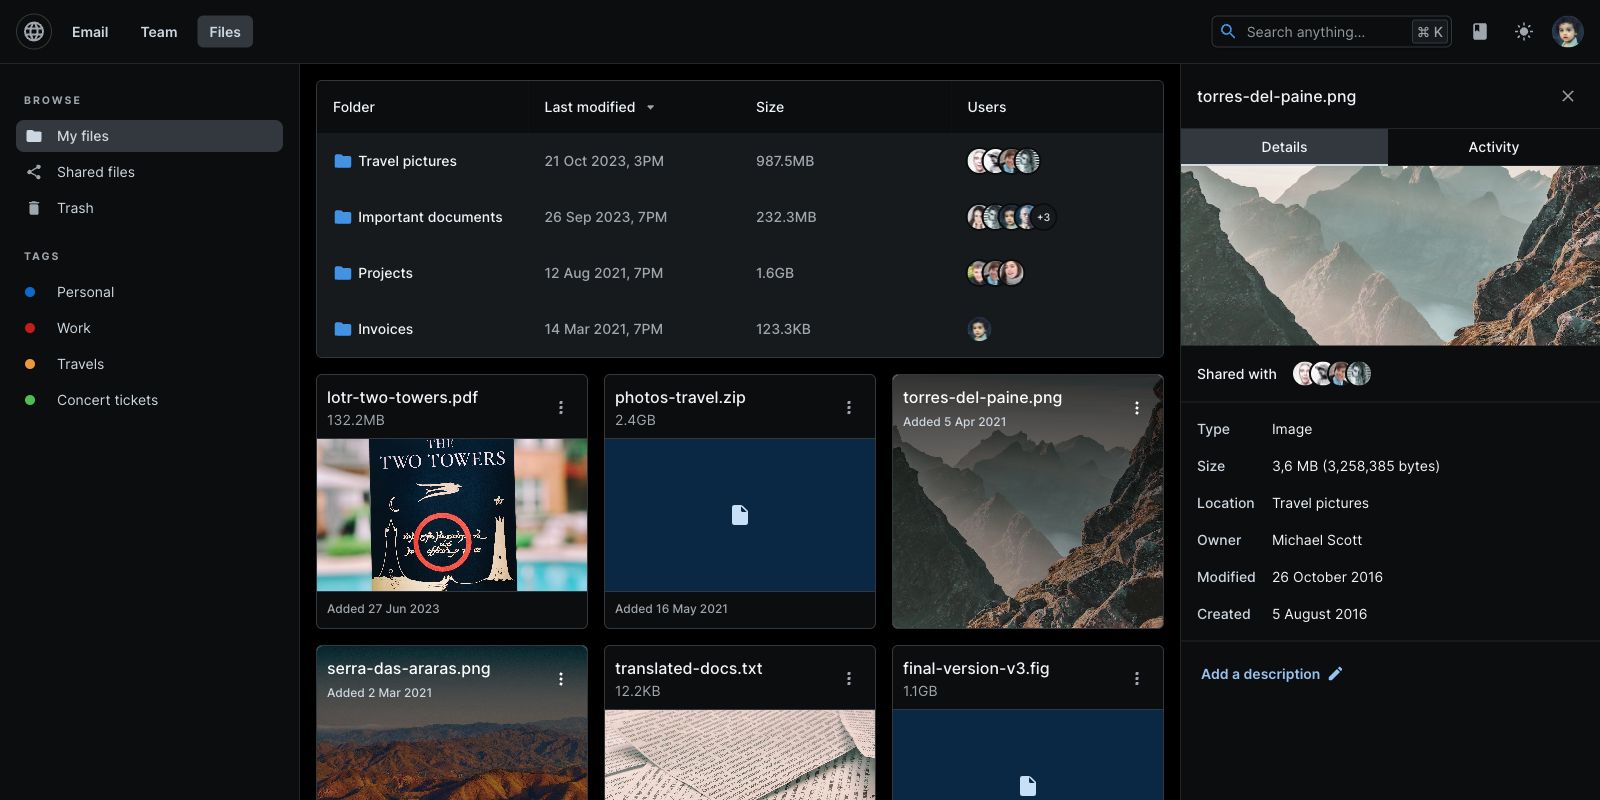 Email
Team
Files
Search anything...
⌘ K
BROWSE
My files
Shared files
Trash
TAGS
Personal
Work
Travels
Concert tickets
Folder
Last modified
Size
Users
Travel pictures
21 Oct 2023, 3PM
987.5MB
Important documents
26 Sep 2023, 7PM
232.3MB
+3
Projects
12 Aug 2021, 7PM
1.6GB
Invoices
14 Mar 2021, 7PM
123.3KB
lotr-two-towers.pdf
132.2MB
THE
TWO TOWERS
Added 27 Jun 2023
photos-travel.zip
2.4GB
Added 16 May 2021
torres-del-paine.png
Added 5 Apr 2021
serra-das-araras.png
Added 2 Mar 2021
translated-docs.txt
12.2KB
final-version-v3.fig
1.1GB
torres-del-paine.png
Details
Activity
Shared with
Type
Image
Size
3,6 MB (3,258,385 bytes)
Location
Travel pictures
Owner
Michael Scott
Modified
26 October 2016
Created
5 August 2016
Add a description